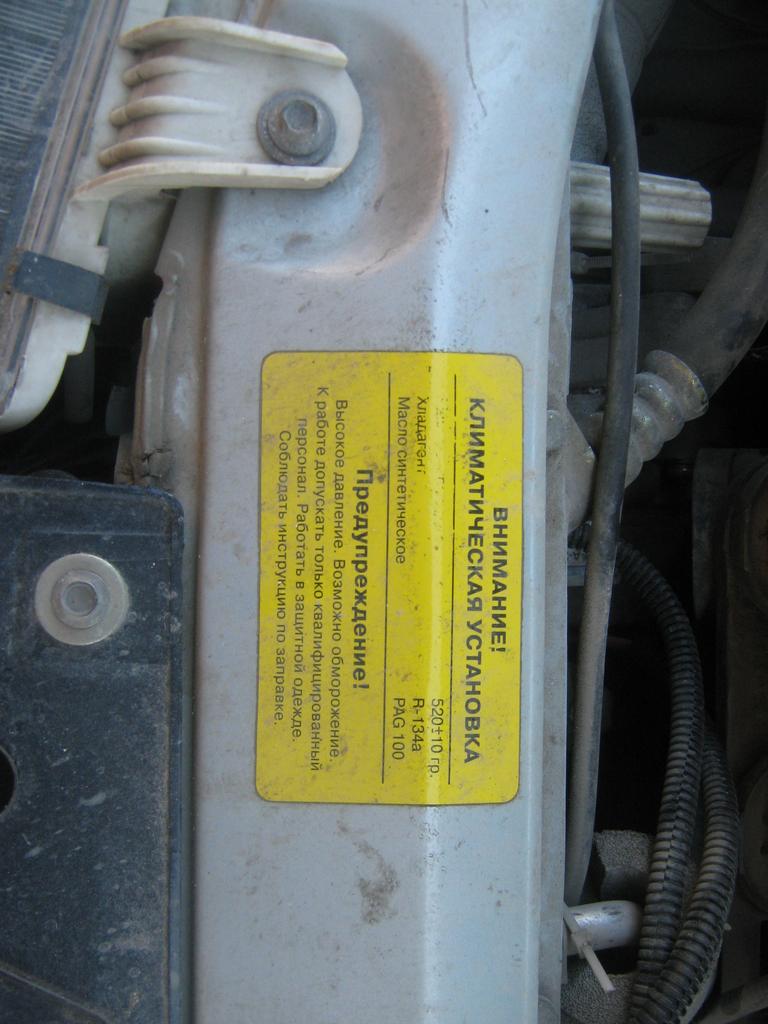 ВНИМАНИЕ!
КЛИМАТИЧЕСКАЯ УСТАНОВКА
520±10 гр.
Хладагент R-134a
Масло синтетическое PAG 100
Предупреждение!
Высокое давление. Возможно обморожение.
К работе допускать только квалифицированный
персонал. Работать в защитной одежде.
Соблюдать инструкцию по заправке.